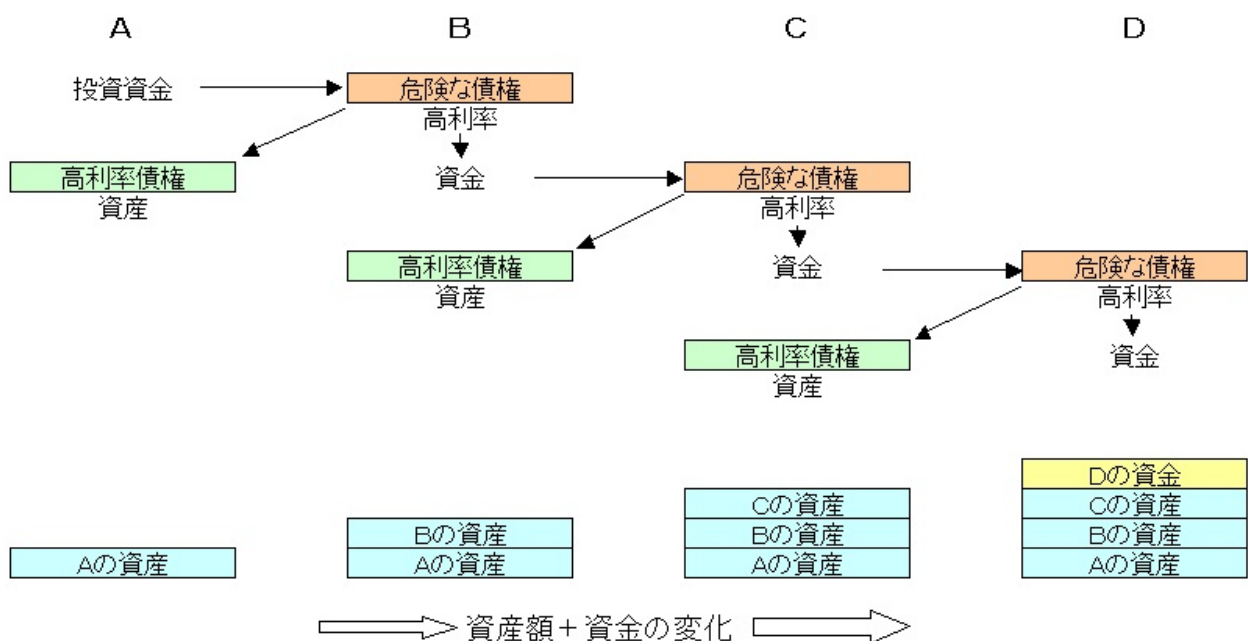 A B C D
投資資金 危険な債権
高利率
高利率債権 資金 危険な債権
資産 高利率
高利率債権 資金 危険な債権
資産 高利率
高利率債権 資金
資産
Dの資金
Cの資産 Cの資産
Bの資産 Bの資産 Bの資産
Aの資産 Aの資産 Aの資産 Aの資産
資産額＋資金の変化